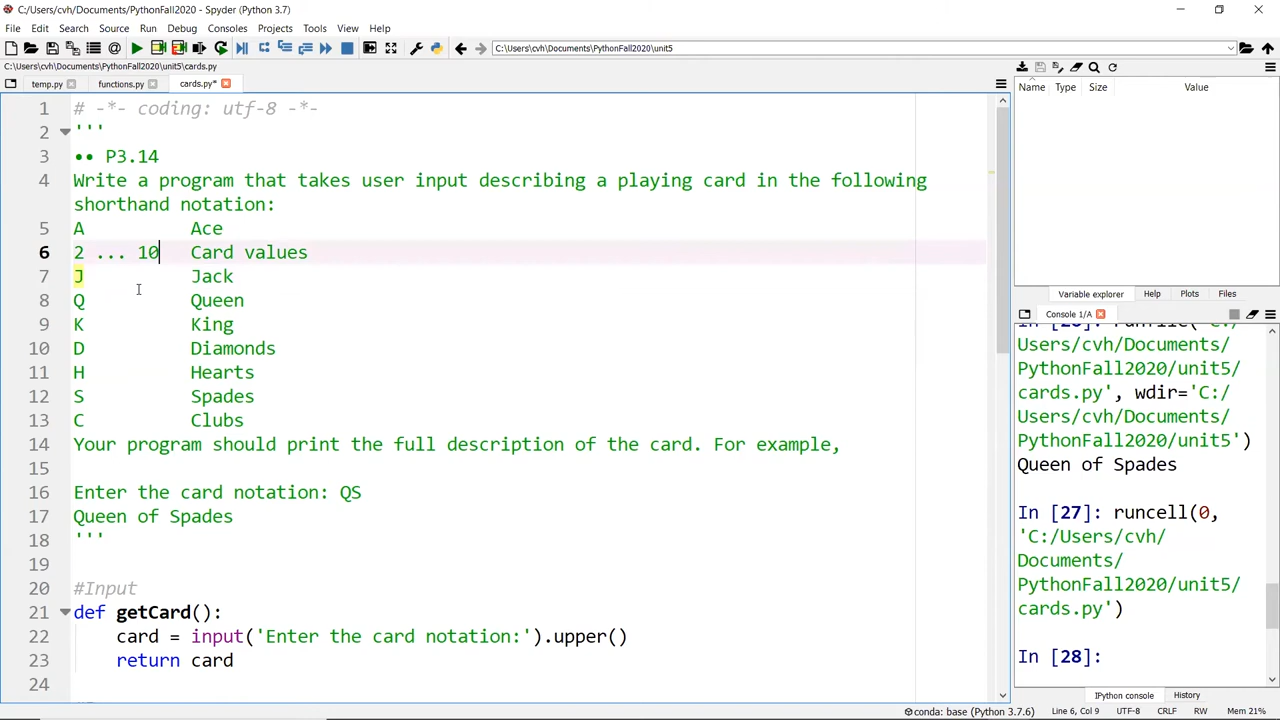 C:/Users/cvh/Documents/PythonFall2020 - Spyder (Python 3.7)
File Edit Search Source Run Debug Consoles Projects Tools View Help
C:\Users\cvh\Documents\PythonFall2020\unit5
C:\Users\cvh\Documents\PythonFall2020\unit5\cards.py
temp.py functions.py cards.py*
1 # -*- coding: utf-8 -*-
2 '''
3 •• P3.14
4 Write a program that takes user input describing a playing card in the following
shorthand notation:
5 A Ace
6 2 ... 10 Card values
7 J Jack
8 Q Queen
9 K King
10 D Diamonds
11 H Hearts
12 S Spades
13 C Clubs
14 Your program should print the full description of the card. For example,
15
16 Enter the card notation: QS
17 Queen of Spades
18 '''
19
20 #Input
21 def getCard():
22 card = input('Enter the card notation:').upper()
23 return card
24
Name Type Size Value
Variable explorer Help Plots Files
Console 1/A
Users/cvh/Documents/
PythonFall2020/unit5/
cards.py', wdir='C:/
Users/cvh/Documents/
PythonFall2020/unit5')
Queen of Spades
In [27]: runcell(0,
'C:/Users/cvh/
Documents/
PythonFall2020/unit5/
cards.py')
In [28]:
IPython console History
conda: base (Python 3.7.6) Line 6, Col 9 UTF-8 CRLF RW Mem 21%